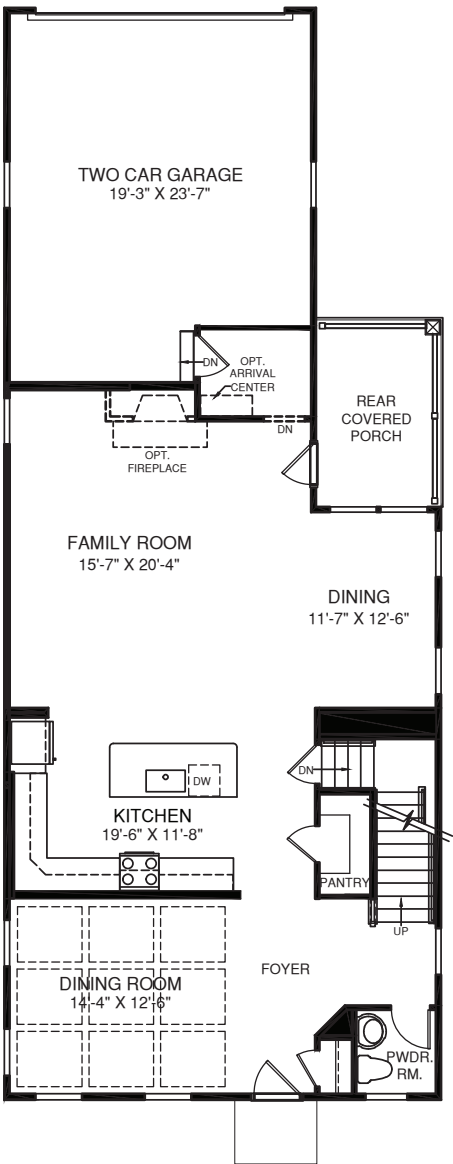 TWO CAR GARAGE
19'-3" X 23'-7"
DN
OPT.
ARRIVAL
CENTER
DN
REAR
COVERED
PORCH
OPT.
FIREPLACE
FAMILY ROOM
15'-7" X 20'-4"
DINING
11'-7" X 12'-6"
DN
DW
KITCHEN
19'-6" X 11'-8"
PANTRY
UP
FOYER
DINING ROOM
14'-4" X 12'-6"
PWDR.
RM.